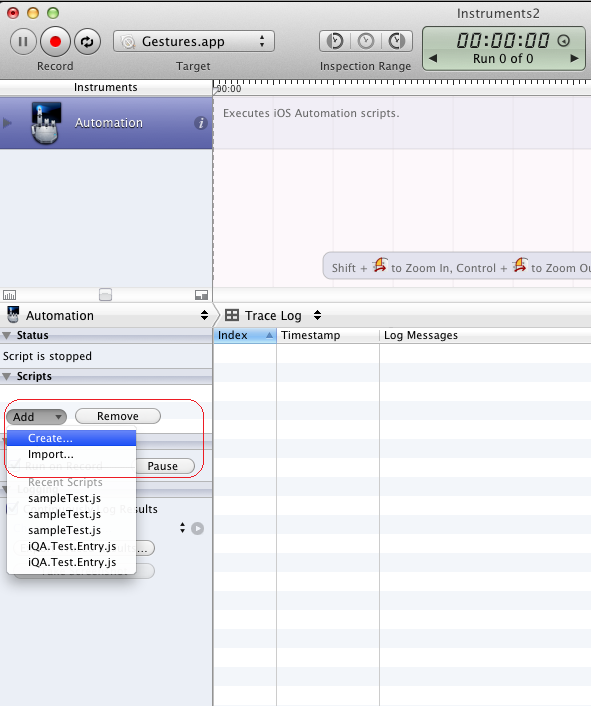 Instruments2
Gestures.app
00:00:00
Run 0 of 0
Record
Target
Inspection Range
Instruments
00:00
Automation
Executes iOS Automation scripts.
Shift + to Zoom In, Control + to Zoom Ou
Automation
Trace Log
Status
Index
Timestamp
Log Messages
Script is stopped
Scripts
Add
Remove
Create...
Import...
Run on Record
Pause
Recent Scripts
sampleTest.js
sampleTest.js
Results
sampleTest.js
iQA.Test.Entry.js
iQA.Test.Entry.js